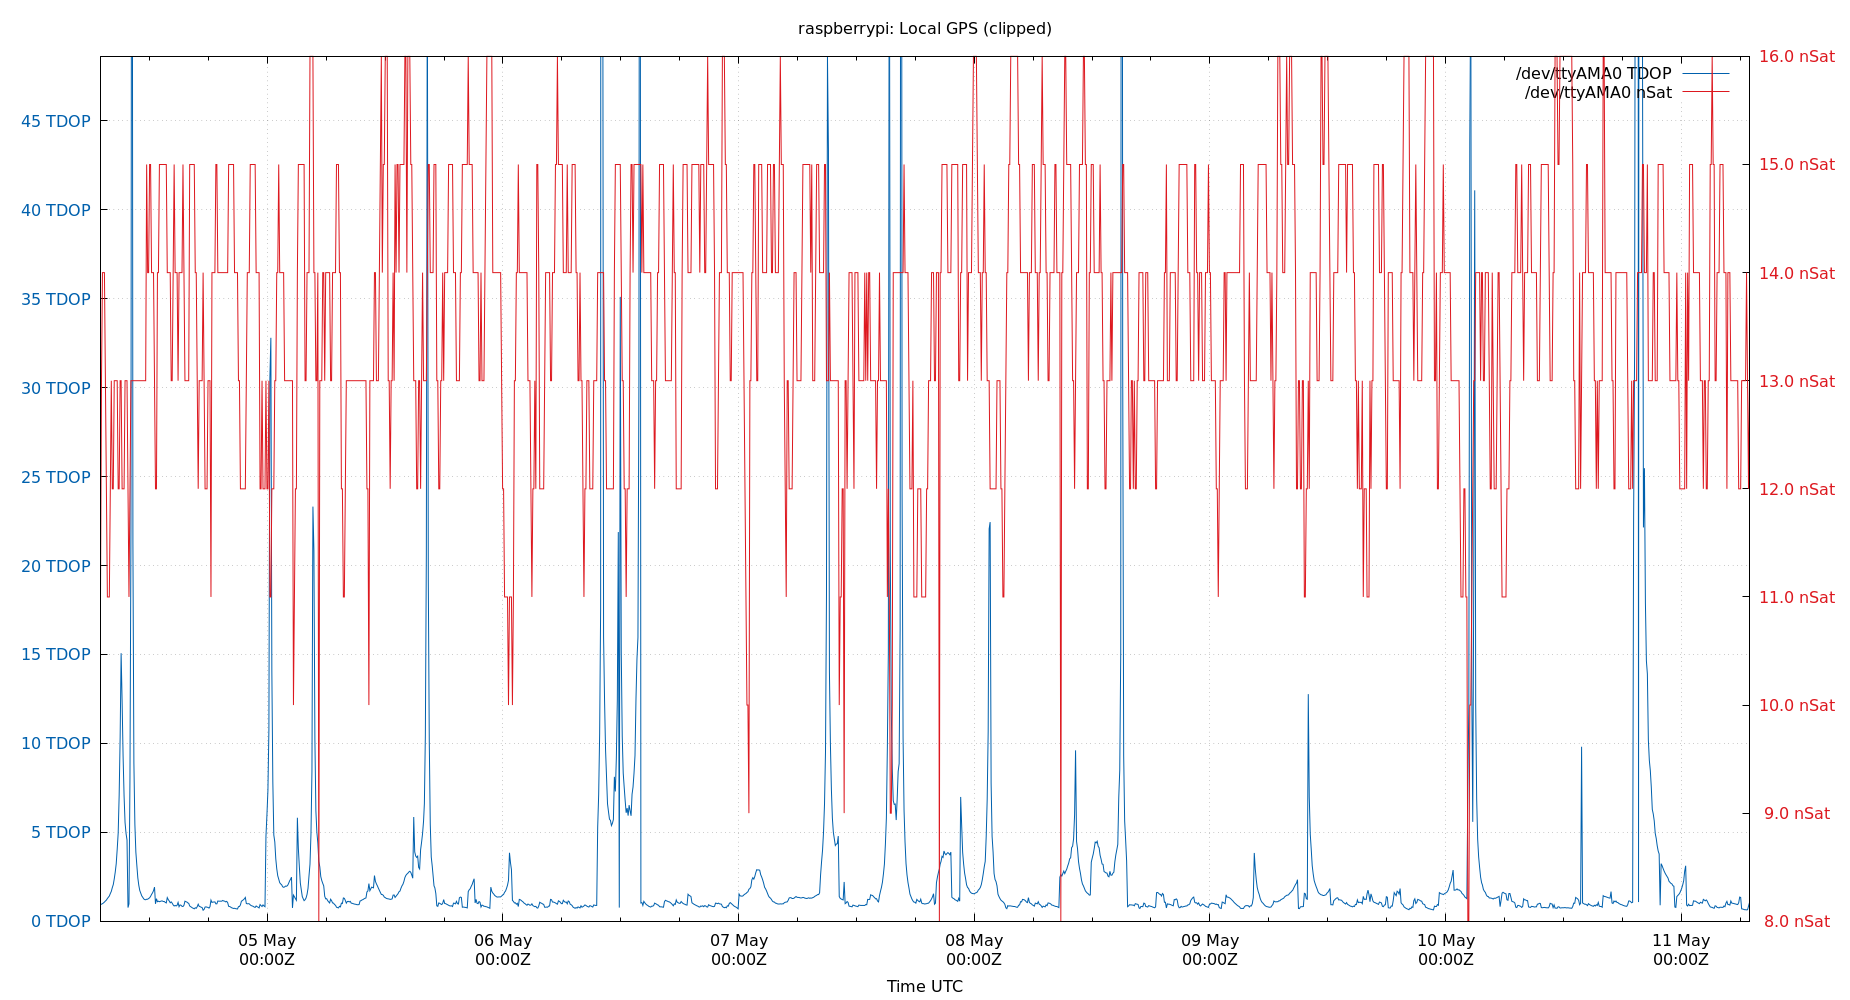 raspberrypi: Local GPS (clipped)
/dev/ttyAMA0 TDOP
/dev/ttyAMA0 nSat
45 TDOP
40 TDOP
35 TDOP
30 TDOP
25 TDOP
20 TDOP
15 TDOP
10 TDOP
5 TDOP
0 TDOP
16.0 nSat
15.0 nSat
14.0 nSat
13.0 nSat
12.0 nSat
11.0 nSat
10.0 nSat
9.0 nSat
8.0 nSat
05 May
00:00Z
06 May
00:00Z
07 May
00:00Z
08 May
00:00Z
09 May
00:00Z
10 May
00:00Z
11 May
00:00Z
Time UTC